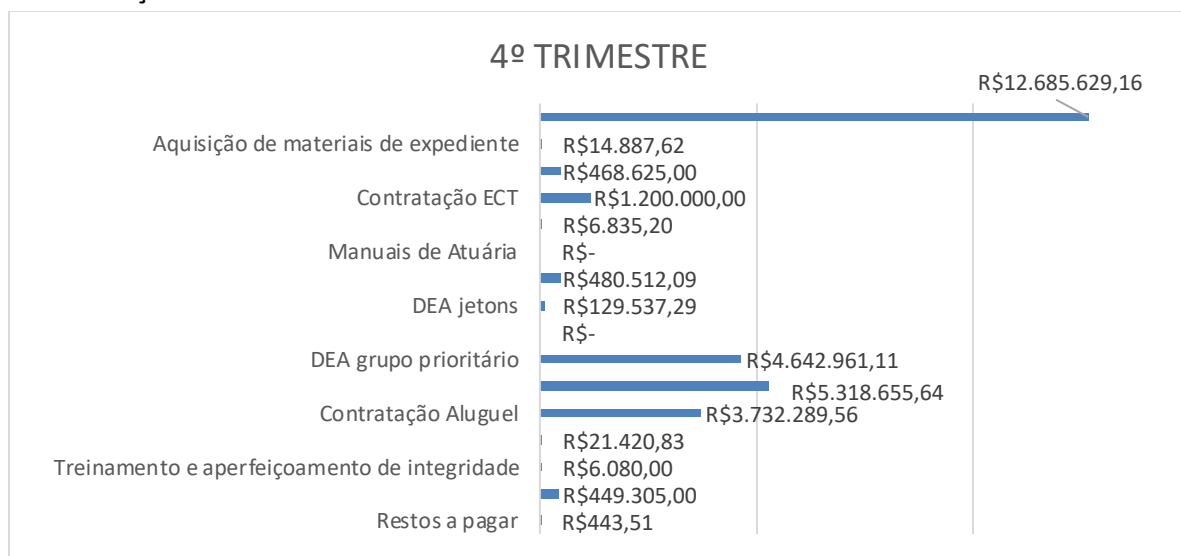 4º TRIMESTRE
R$12.685.629,16
Aquisição de materiais de expediente R$14.887,62
R$468.625,00
Contratação ECT R$1.200.000,00
R$6.835,20
Manuais de Atuária R$-
R$480.512,09
DEA jetons R$129.537,29
R$-
DEA grupo prioritário R$4.642.961,11
R$5.318.655,64
Contratação Aluguel R$3.732.289,56
R$21.420,83
Treinamento e aperfeiçoamento de integridade R$6.080,00
R$449.305,00
Restos a pagar R$443,51